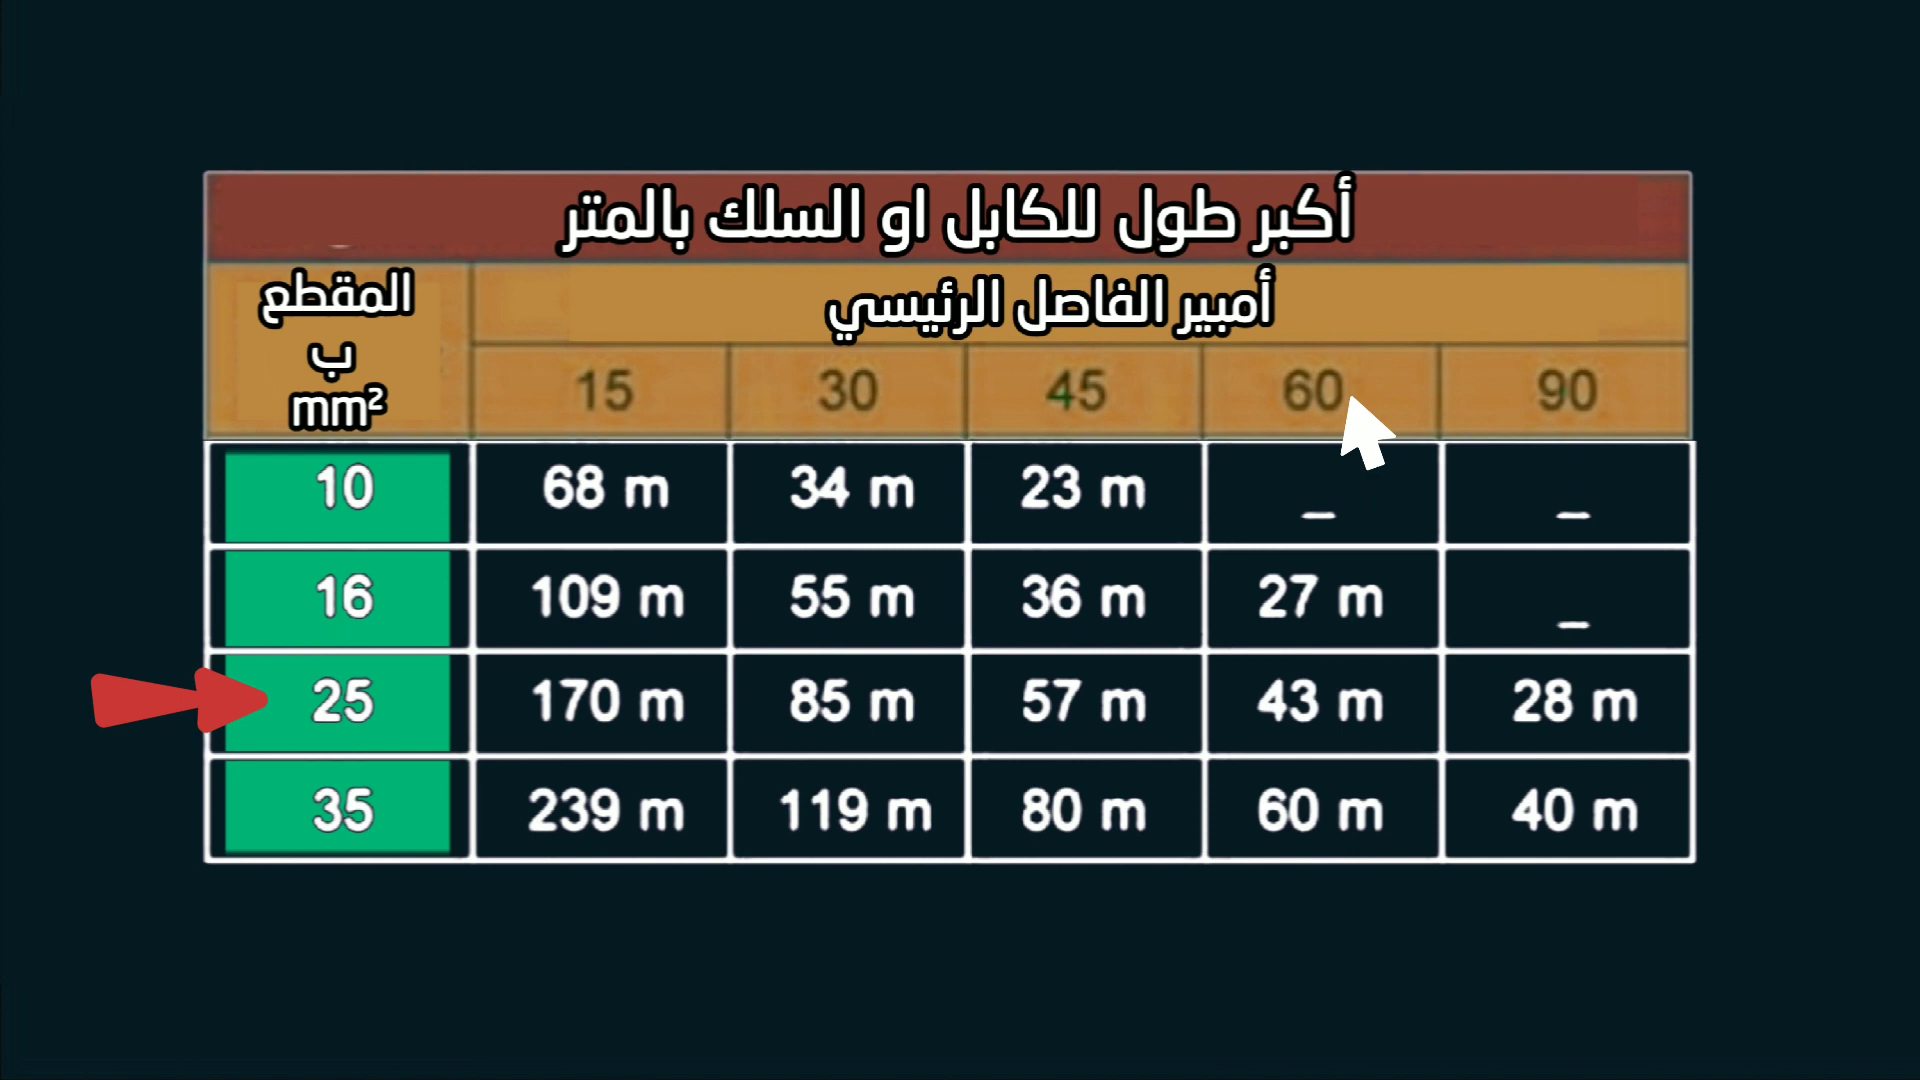 أكبر طول للكابل او السلك بالمتر
المقطع
ب
mm²
أمبير الفاصل الرئيسي
15 30 45 60 90
10 68 m 34 m 23 m _ _
16 109 m 55 m 36 m 27 m _
25 170 m 85 m 57 m 43 m 28 m
35 239 m 119 m 80 m 60 m 40 m